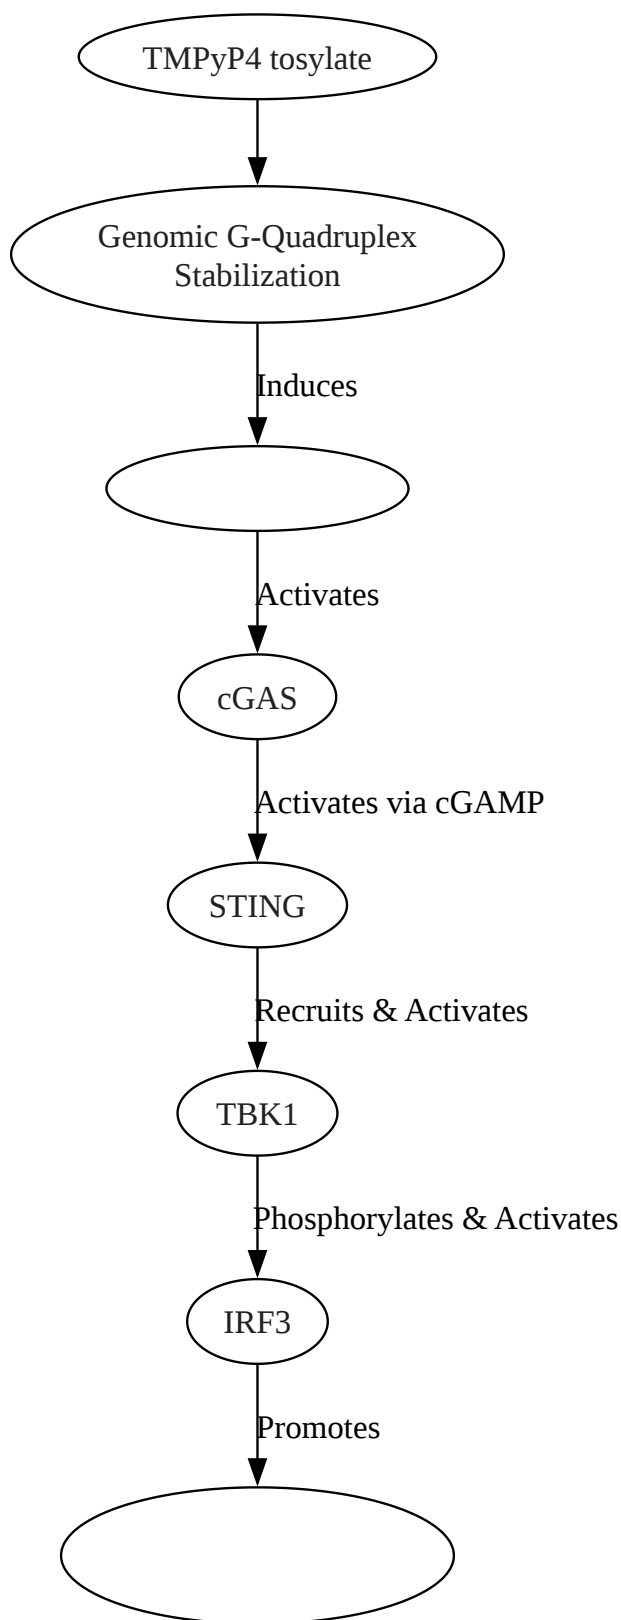 TMPyP4 tosylate
Genomic G-Quadruplex
Stabilization
Induces
Activates
cGAS
Activates via cGAMP
STING
Recruits & Activates
TBK1
Phosphorylates & Activates
IRF3
Promotes